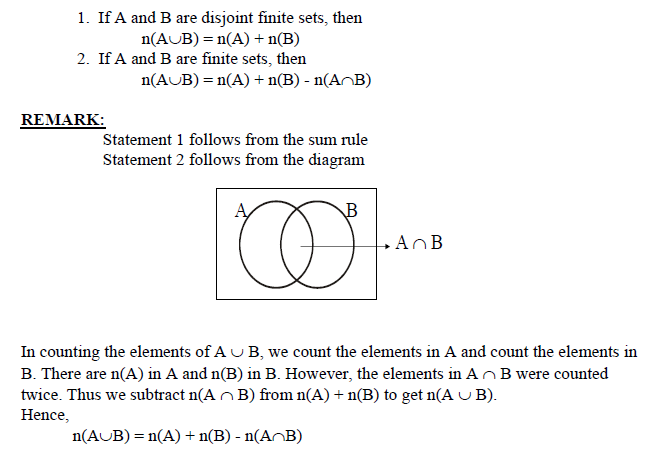 1. If A and B are disjoint finite sets, then
n(A∪B) = n(A) + n(B)
2. If A and B are finite sets, then
n(A∪B) = n(A) + n(B) - n(A∩B)
REMARK:
Statement 1 follows from the sum rule
Statement 2 follows from the diagram
A B
A ∩ B
In counting the elements of A ∪ B, we count the elements in A and count the elements in
B. There are n(A) in A and n(B) in B. However, the elements in A ∩ B were counted
twice. Thus we subtract n(A ∩ B) from n(A) + n(B) to get n(A ∪ B).
Hence,
n(A∪B) = n(A) + n(B) - n(A∩B)